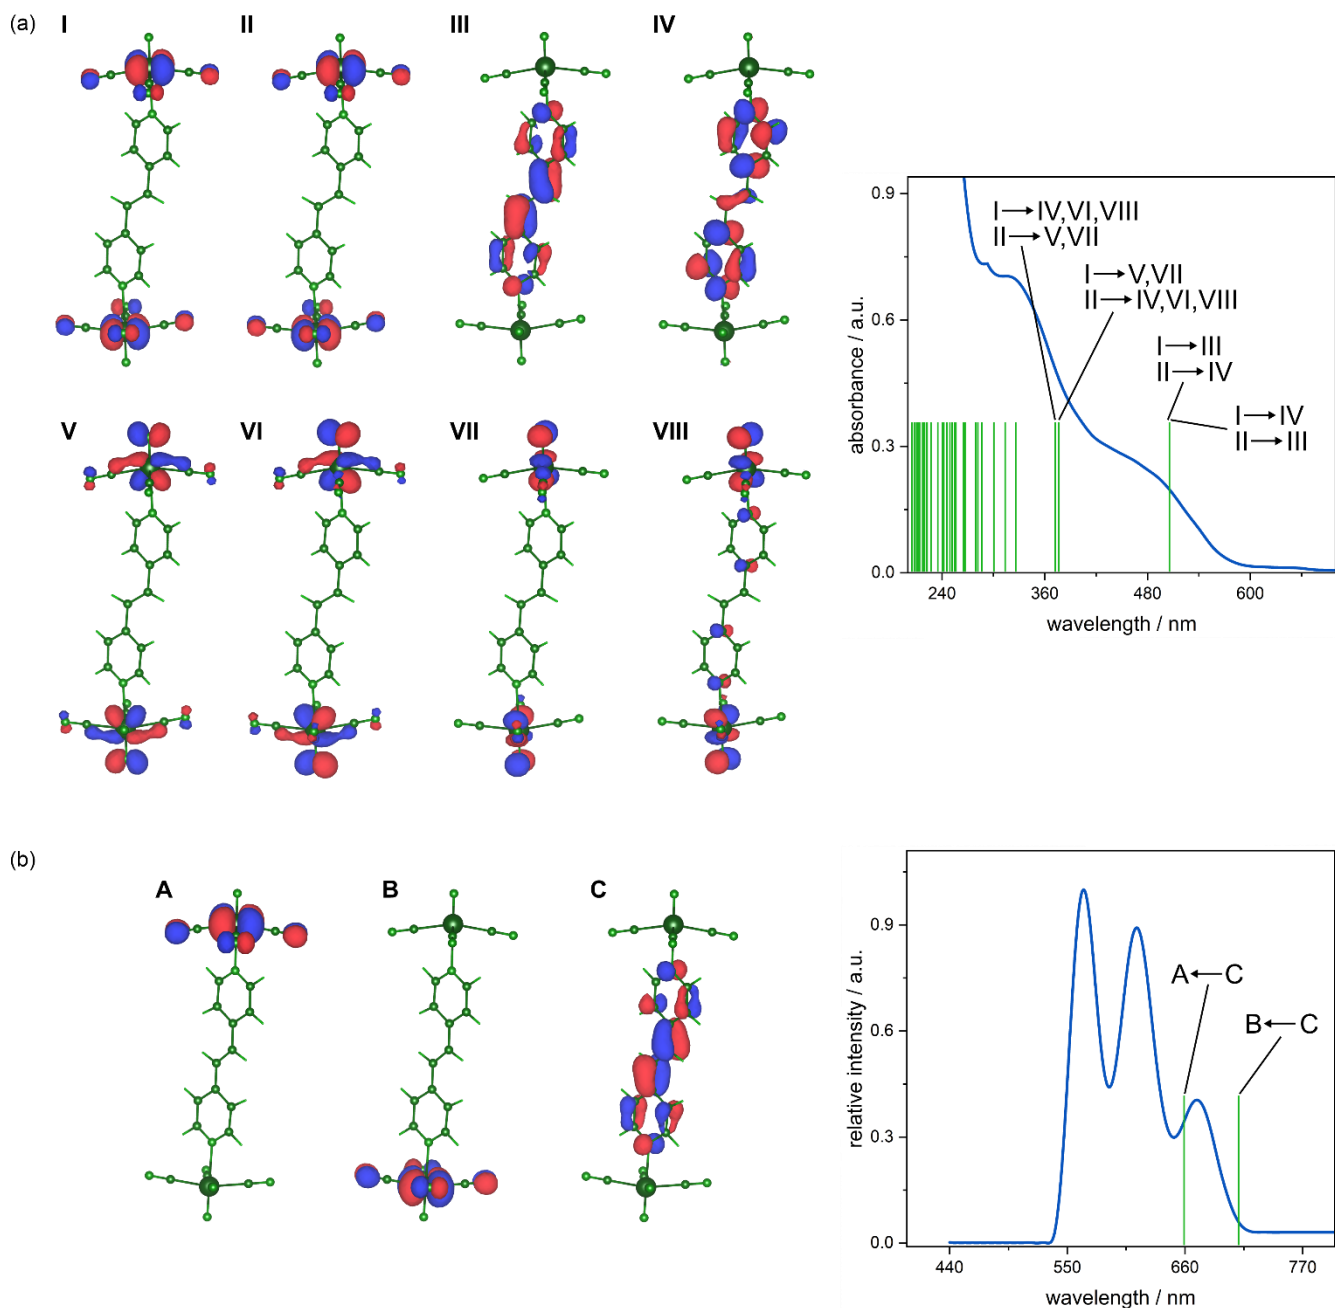 (a) I II III IV
V VI VII VIII
0.9
0.6
0.3
0.0
absorbance / a.u.
I→IV,VI,VIII
II→V,VII
I→V,VII
II→IV,VI,VIII
I→III
II→IV
I→IV
II→III
240 360 480 600
wavelength / nm
(b) A B C
0.9
0.6
0.3
0.0
relative intensity / a.u.
A←C
B←C
440 550 660 770
wavelength / nm